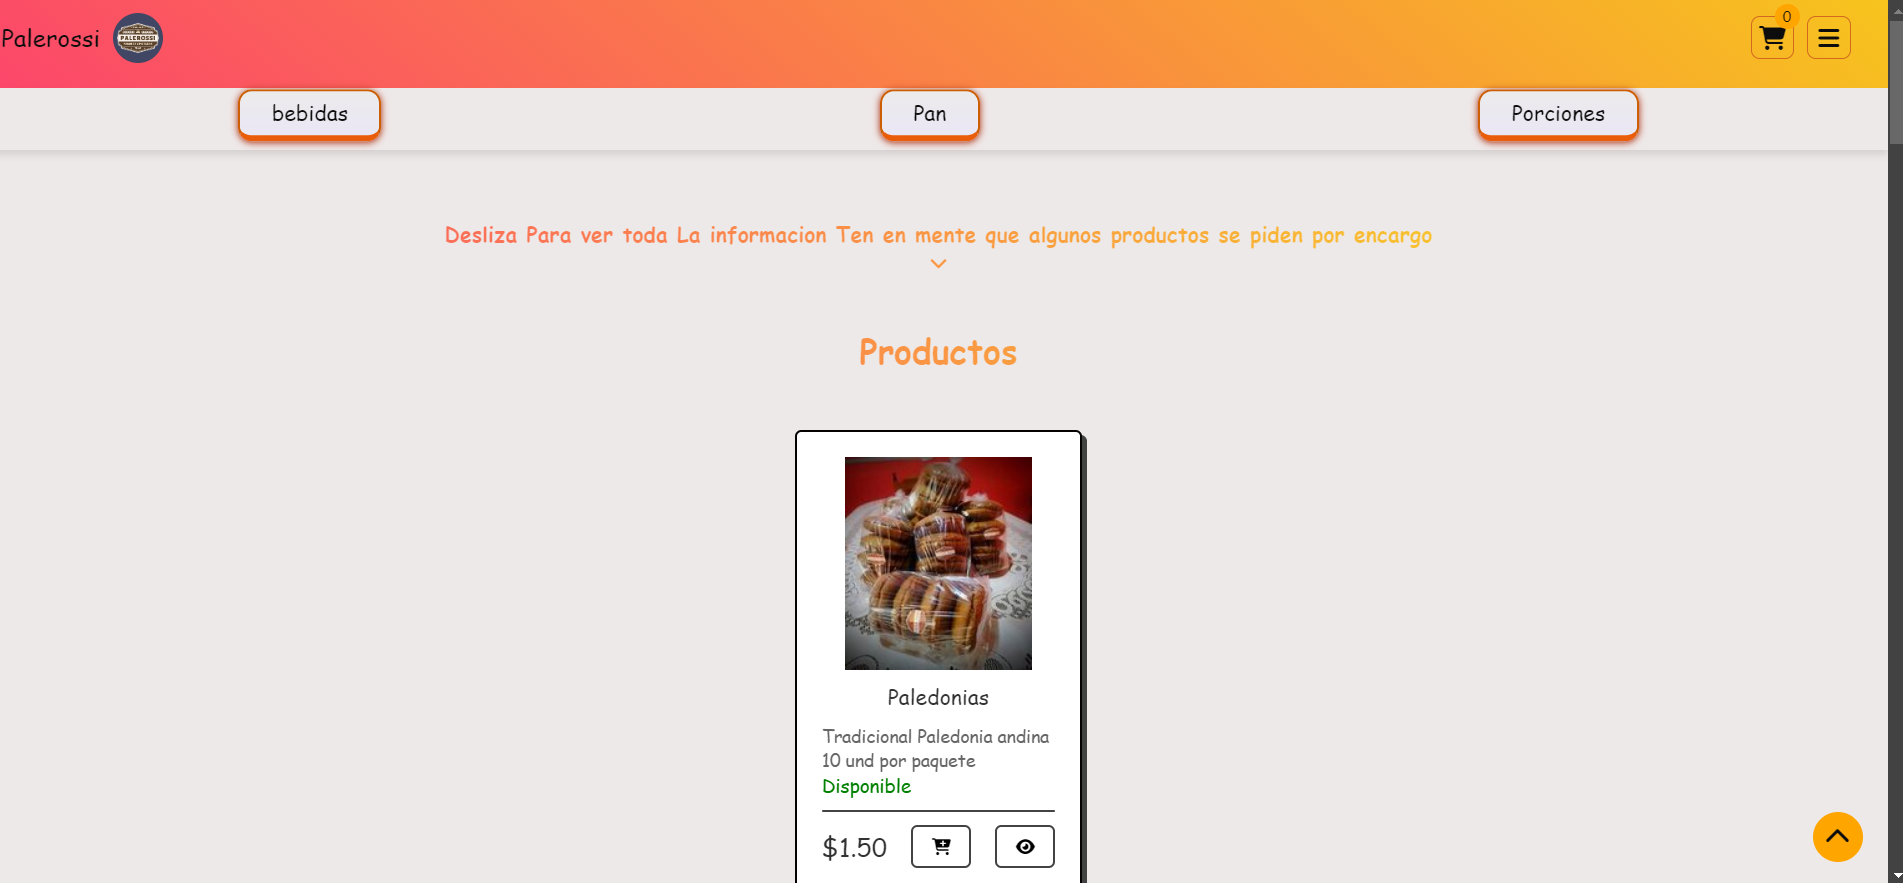 Palerossi
PALEROSSI
0
bebidas
Pan
Porciones
Desliza Para ver toda La informacion Ten en mente que algunos productos se piden por encargo
Productos
Paledonias
Tradicional Paledonia andina
10 und por paquete
Disponible
$1.50